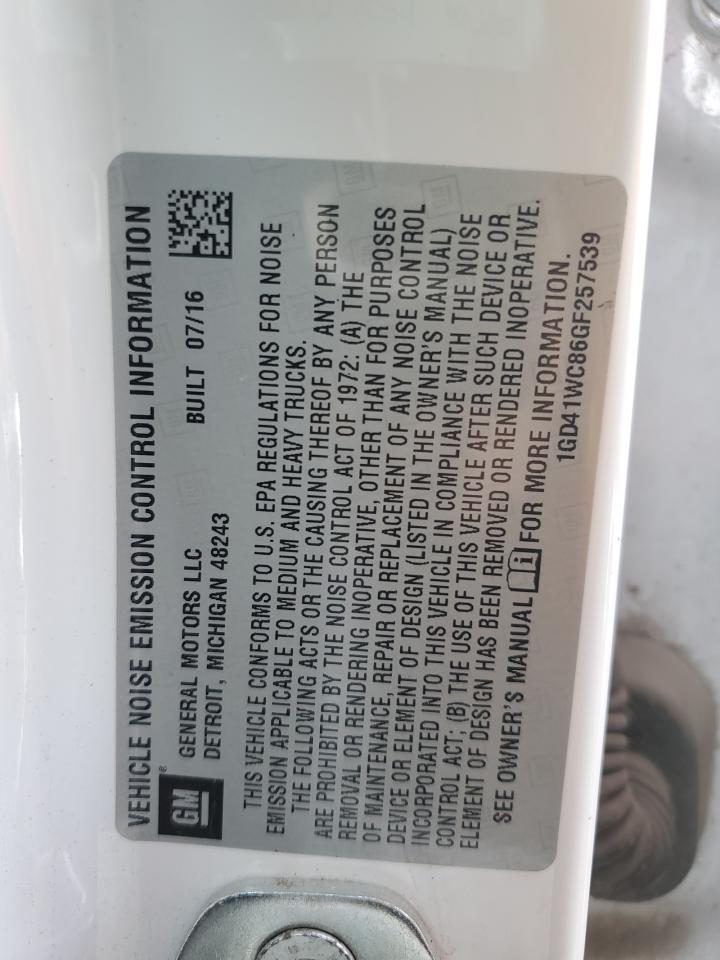 VEHICLE NOISE EMISSION CONTROL INFORMATION
GM
GENERAL MOTORS LLC
DETROIT, MICHIGAN 48243
BUILT 07/16
THIS VEHICLE CONFORMS TO U.S. EPA REGULATIONS FOR NOISE
EMISSION APPLICABLE TO MEDIUM AND HEAVY TRUCKS.
THE FOLLOWING ACTS OR THE CAUSING THEREOF BY ANY PERSON
ARE PROHIBITED BY THE NOISE CONTROL ACT OF 1972: (A) THE
REMOVAL OR RENDERING INOPERATIVE, OTHER THAN FOR PURPOSES
OF MAINTENANCE, REPAIR OR REPLACEMENT OF ANY NOISE CONTROL
DEVICE OR ELEMENT OF DESIGN (LISTED IN THE OWNER'S MANUAL)
INCORPORATED INTO THIS VEHICLE IN COMPLIANCE WITH THE NOISE
CONTROL ACT; (B) THE USE OF THIS VEHICLE AFTER SUCH DEVICE OR
ELEMENT OF DESIGN HAS BEEN REMOVED OR RENDERED INOPERATIVE.
SEE OWNER'S MANUAL i FOR MORE INFORMATION.
1GD41WC86GF257539